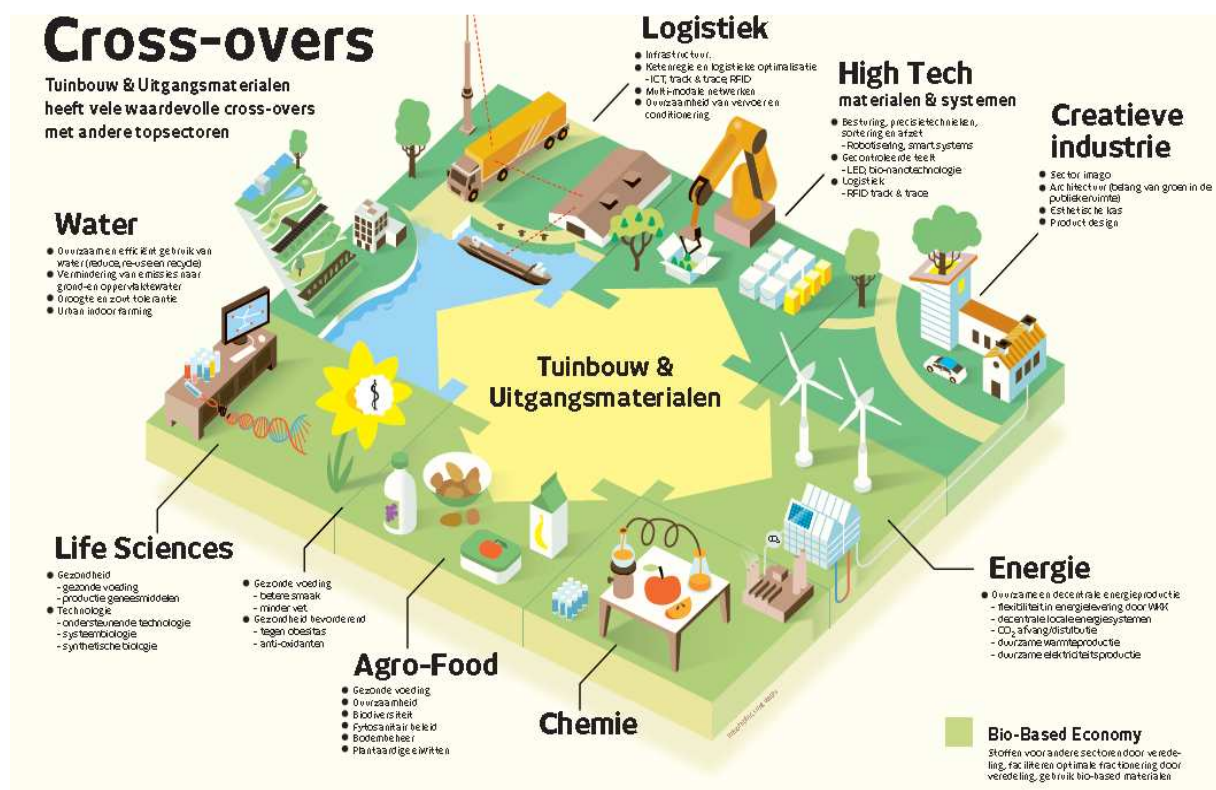 Cross-overs
Tuinbouw & Uitgangsmaterialen
heeft vele waardevolle cross-overs
met andere topsectoren
Logistiek
● Infrastructuur.
● Ketenregie en logistieke optimalisatie
- ICT, track & trace, RFID
● Multi-modale netwerken
● Duurzaamheid van vervoer en
conditionering
High Tech
materialen & systemen
● Besturing, precisietechnieken,
sortering en afzet
- Robotisering, smart systems
● Gecontroleerde teelt
- LED, bio-nanotechnologie
● Logistiek
- RFID track & trace
Creatieve
industrie
● Sector imago
● Architectuur (belang van groen in de
publieke ruimte)
● Esthetische kas
● Product design
Water
● Duurzaam en efficiënt gebruik van
water (reduce, re-use en recycle)
● Vermindering van emissies naar
grond- en oppervlaktewater
● Droogte en zout tolerantie
● Urban indoor farming
Tuinbouw &
Uitgangsmaterialen
Life Sciences
● Gezondheid
- gezonde voeding
- productie geneesmiddelen
● Technologie
- ondersteunende technologie
- systeembiologie
- synthetische biologie
● Gezonde voeding
- betere smaak
- minder vet
● Gezondheid bevorderend
- tegen obesitas
- anti-oxidanten
Agro-Food
● Gezonde voeding
● Duurzaamheid
● Biodiversiteit
● Fytosanitair beleid
● Bodembeheer
● Plantaardige eiwitten
Chemie
CO₂
Energie
● Duurzame en decentrale energieproductie
- flexibiliteit in energielevering door WKK
- decentrale locale energiesystemen
- CO₂ afvang/distibutie
- duurzame warmteproductie
- duurzame elektriciteitsproductie
Bio-Based Economy
Stoffen voor andere sectoren door verede-
ling, faciliteren optimale fractionering door
veredeling, gebruik bio-based materialen